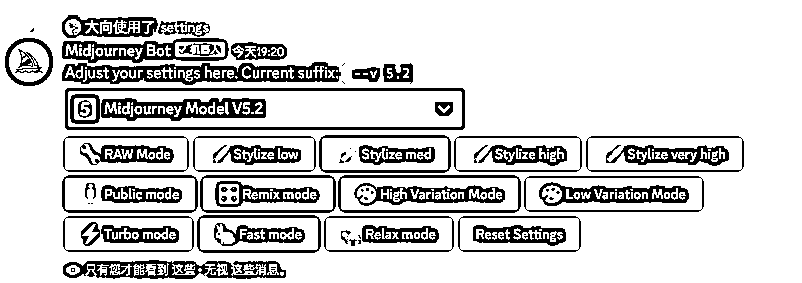 大向使用了 settings
Midjourney Bot ✓机器人 今天19:20
Adjust your settings here. Current suffix: --v 5.2
5 Midjourney Model V5.2
RAW Mode Stylize low Stylize med Stylize high Stylize very high
Public mode Remix mode High Variation Mode Low Variation Mode
Turbo mode Fast mode Relax mode Reset Settings
只有您才能看到 这些·无视 这些消息。